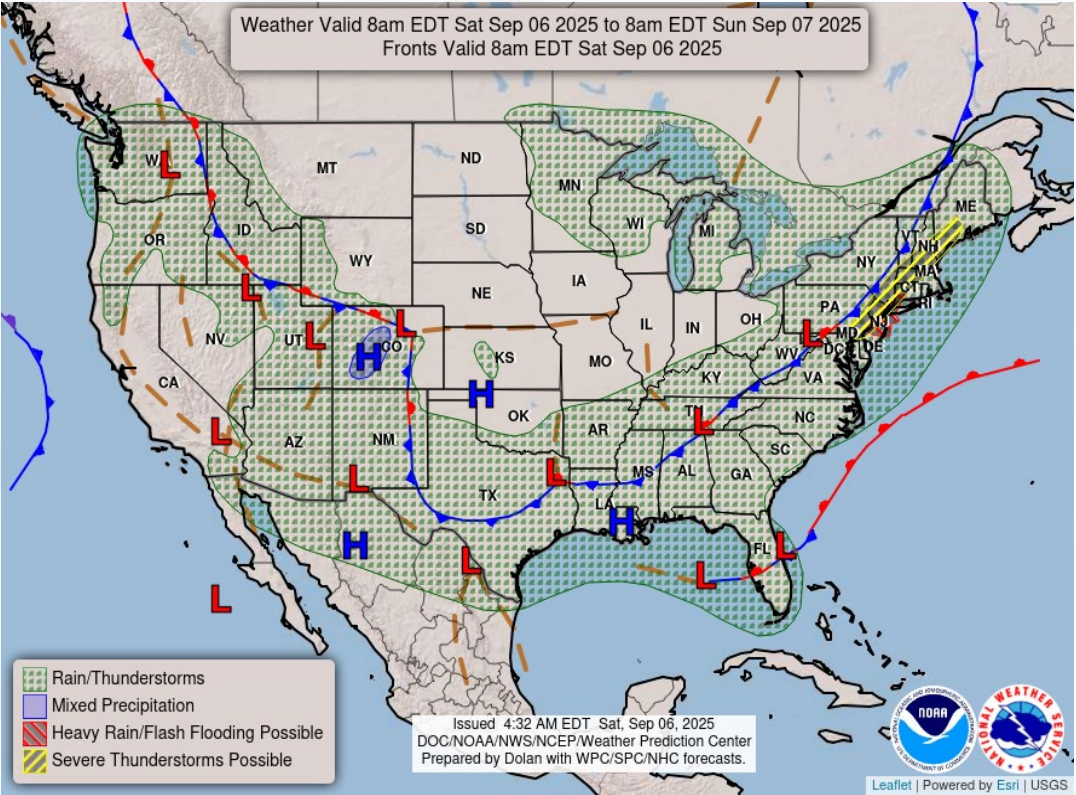 Weather Valid 8am EDT Sat Sep 06 2025 to 8am EDT Sun Sep 07 2025
Fronts Valid 8am EDT Sat Sep 06 2025
W
L
MT
ND
MN
ME
OR
ID
SD
WI
MI
VT
NH
NY
MA
WY
IA
CT
RI
L
NE
PA
NJ
NV
L
UT
L
H
CO
IL
IN
OH
L
MD
DE
DC
KS
MO
WV
CA
H
KY
VA
L
AZ
NM
OK
AR
L
NC
SC
L
L
TX
MS
AL
GA
LA
H
H
FL
L
L
L
L
Rain/Thunderstorms
Mixed Precipitation
Heavy Rain/Flash Flooding Possible
Severe Thunderstorms Possible
Issued 4:32 AM EDT Sat, Sep 06, 2025
DOC/NOAA/NWS/NCEP/Weather Prediction Center
Prepared by Dolan with WPC/SPC/NHC forecasts.
NOAA
NATIONAL WEATHER SERVICE
Leaflet | Powered by Esri | USGS